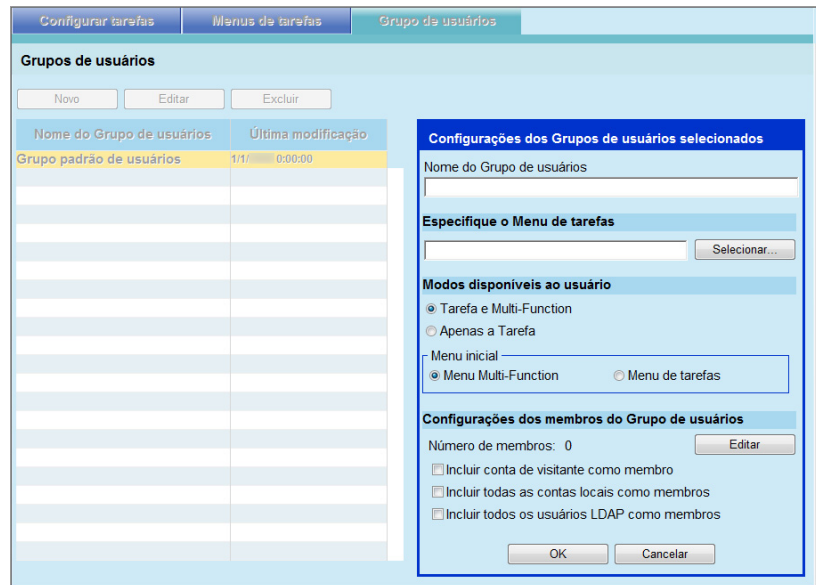 Configurar tarefas Menus de tarefas Grupo de usuários
Grupos de usuários
Novo Editar Excluir
Nome do Grupo de usuários Última modificação
Grupo padrão de usuários 1/1/ 0:00:00
Configurações dos Grupos de usuários selecionados
Nome do Grupo de usuários
Especifique o Menu de tarefas
Selecionar...
Modos disponíveis ao usuário
Tarefa e Multi-Function
Apenas a Tarefa
Menu inicial
Menu Multi-Function Menu de tarefas
Configurações dos membros do Grupo de usuários
Número de membros: 0 Editar
Incluir conta de visitante como membro
Incluir todas as contas locais como membros
Incluir todos os usuários LDAP como membros
OK Cancelar